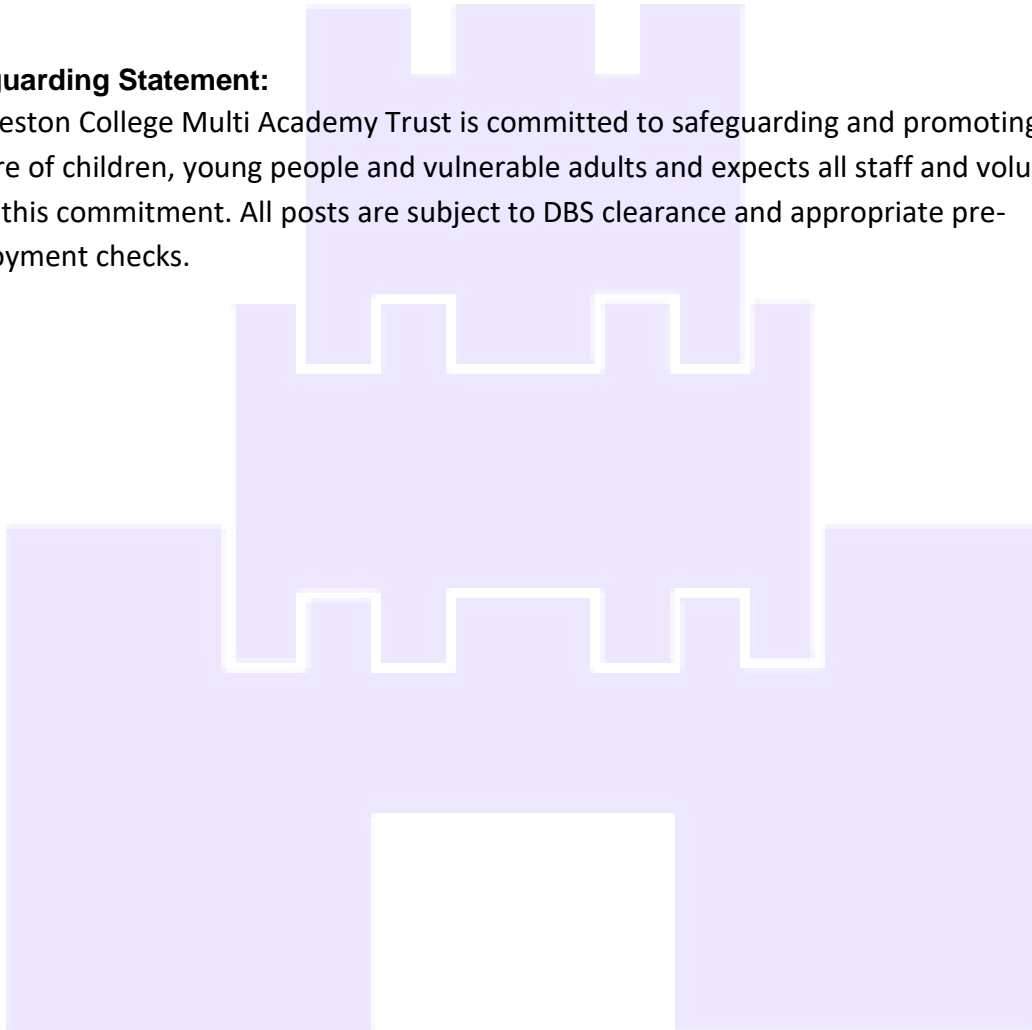 guarding Statement:
eston College Multi Academy Trust is committed to safeguarding and promoting
re of children, young people and vulnerable adults and expects all staff and volu
this commitment. All posts are subject to DBS clearance and appropriate pre-
oyment checks.